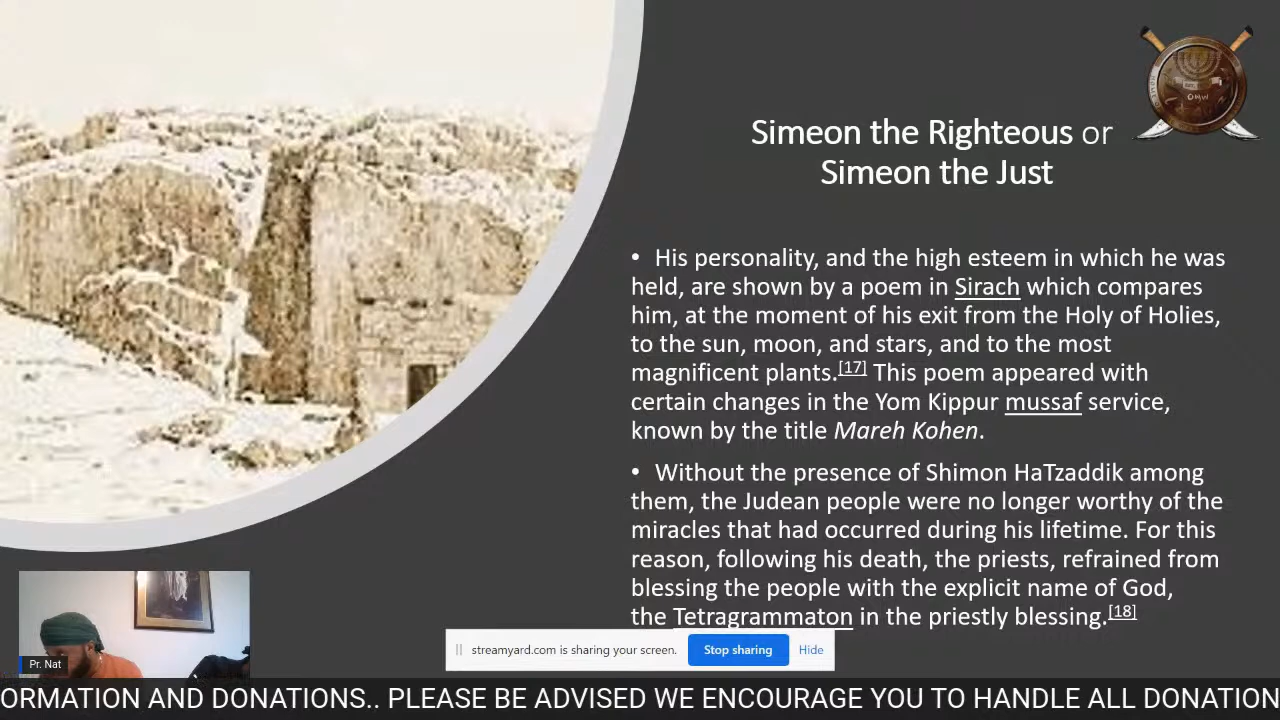 Simeon the Righteous or
Simeon the Just
• His personality, and the high esteem in which he was
held, are shown by a poem in Sirach which compares
him, at the moment of his exit from the Holy of Holies,
to the sun, moon, and stars, and to the most
magnificent plants.[17] This poem appeared with
certain changes in the Yom Kippur mussaf service,
known by the title Mareh Kohen.
• Without the presence of Shimon HaTzaddik among
them, the Judean people were no longer worthy of the
miracles that had occurred during his lifetime. For this
reason, following his death, the priests, refrained from
blessing the people with the explicit name of God,
the Tetragrammaton in the priestly blessing.[18]
streamyard.com is sharing your screen.
Stop sharing
Hide
Pr. Nat
ORMATION AND DONATIONS.. PLEASE BE ADVISED WE ENCOURAGE YOU TO HANDLE ALL DONATION